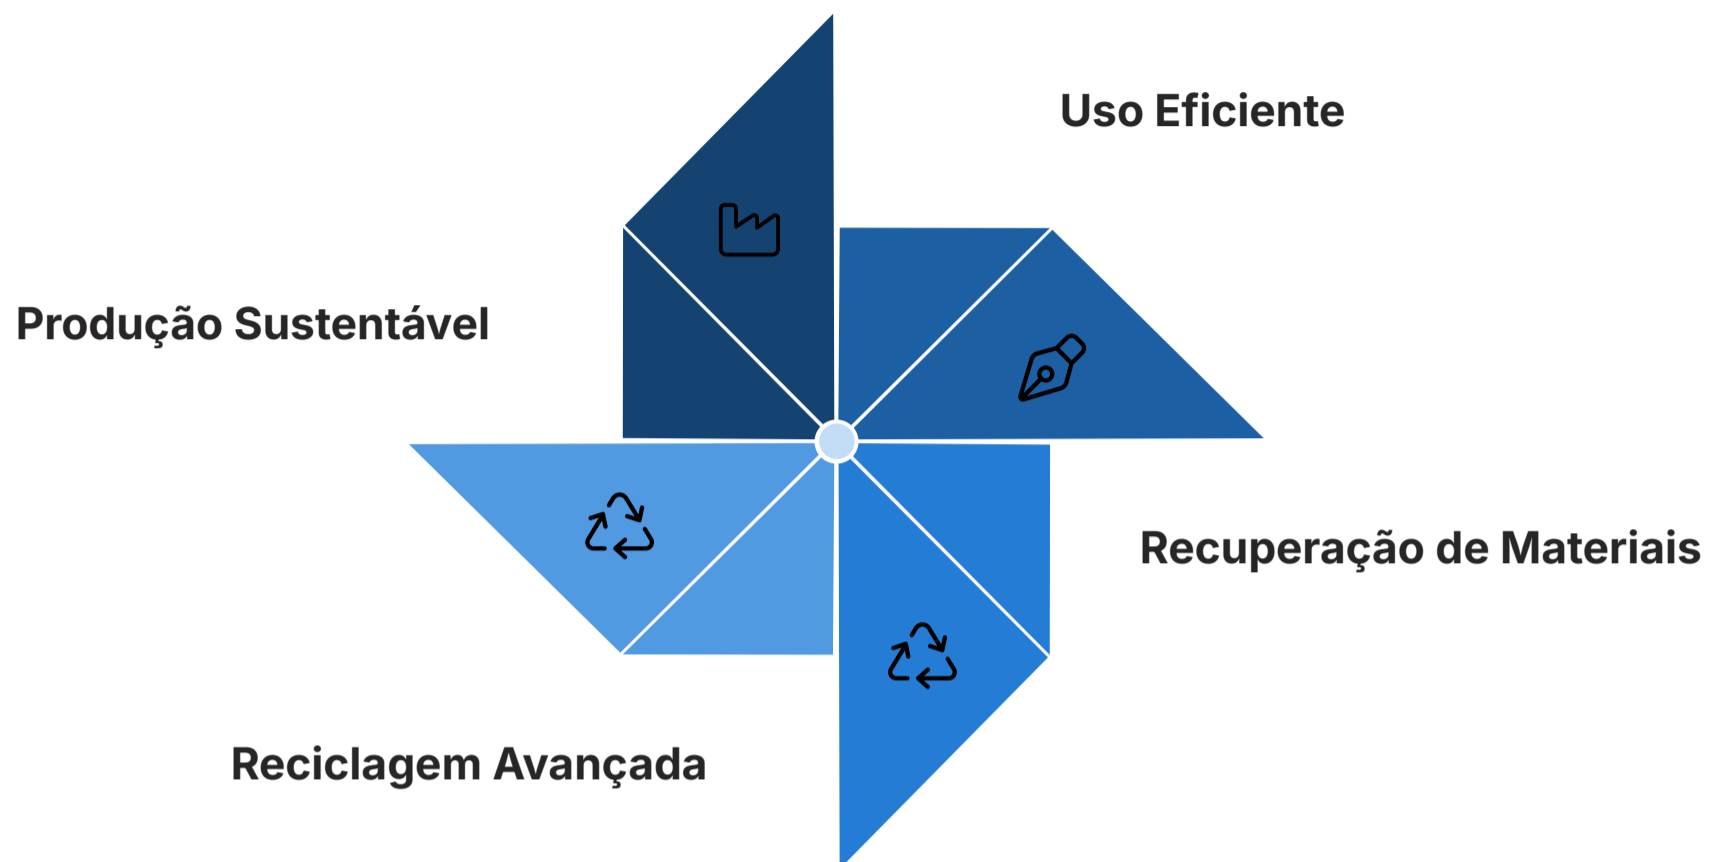 Uso Eficiente
Produção Sustentável
Recuperação de Materiais
Reciclagem Avançada